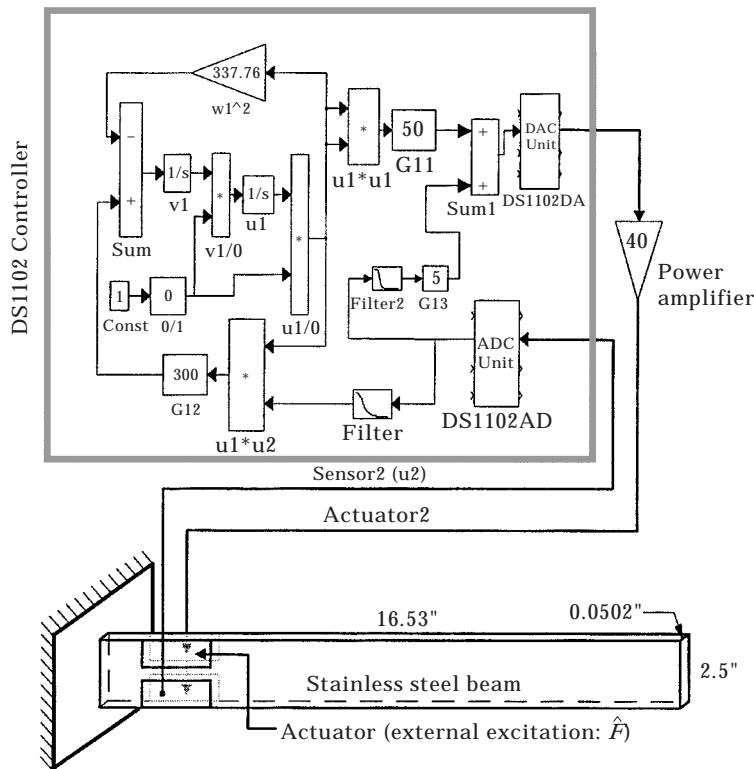 DS1102 Controller
337.76
w1^2
−
+
Sum
1/s
v1
*
v1/0
1/s
u1
*
u1/0
*
u1*u1
50
G11
+
+
Sum1
DAC
Unit
DS1102DA
40
Power
amplifier
1
Const
0
0/1
Filter2
5
G13
ADC
Unit
DS1102AD
300
G12
*
u1*u2
Filter
Sensor2 (u2)
Actuator2
16.53"
0.0502"
2.5"
Stainless steel beam
Actuator (external excitation: F̂)